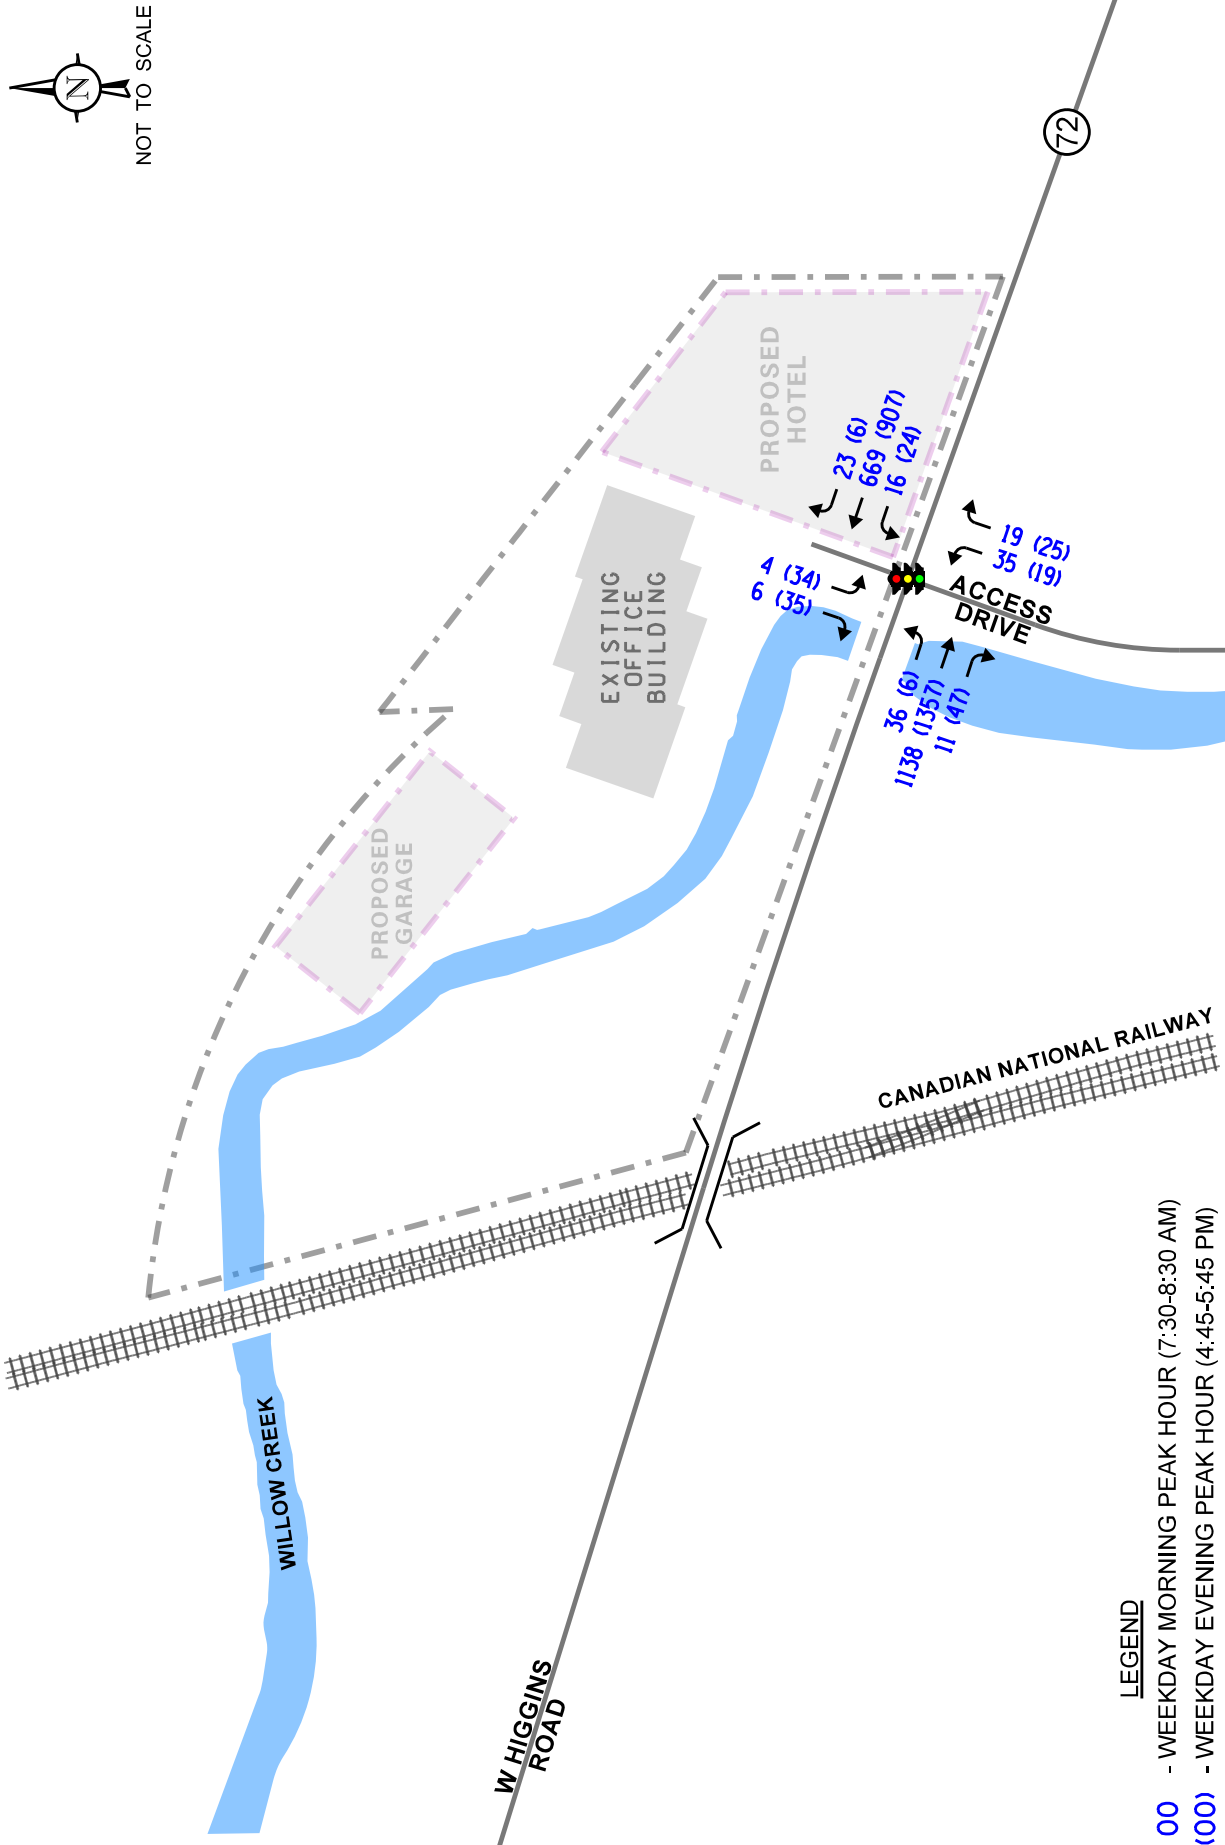 N
NOT TO SCALE
72
PROPOSED
HOTEL
23 (6)
669 (907)
16 (24)
4 (34)
6 (35)
19 (25)
35 (19)
ACCESS
DRIVE
36 (6)
1138 (1357)
11 (47)
EXISTING
OFFICE
BUILDING
PROPOSED
GARAGE
CANADIAN NATIONAL RAILWAY
WILLOW CREEK
W HIGGINS
ROAD
LEGEND
00 - WEEKDAY MORNING PEAK HOUR (7:30-8:30 AM)
(00) - WEEKDAY EVENING PEAK HOUR (4:45-5:45 PM)